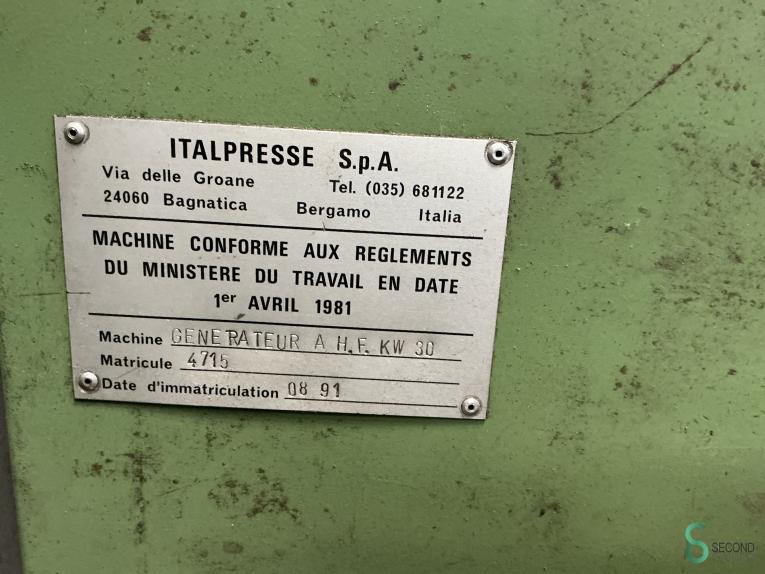 ITALPRESSE S.p.A.
Via delle Groane Tel. (035) 681122
24060 Bagnatica Bergamo Italia
MACHINE CONFORME AUX REGLEMENTS
DU MINISTERE DU TRAVAIL EN DATE
1er AVRIL 1981
Machine GENERATEUR A H.F. KW 30
Matricule 4715
Date d'immatriculation 08 91
SECOND